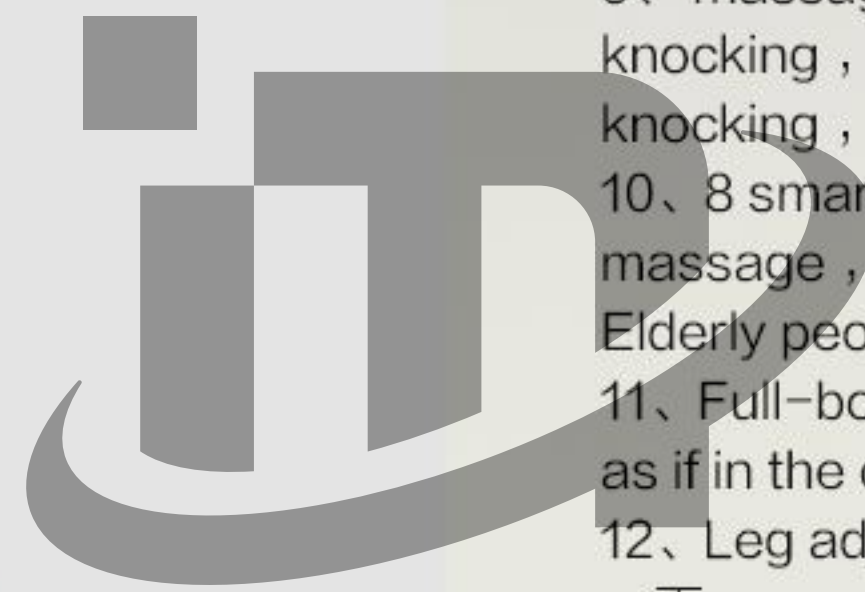 knocking，
knocking，
10、8 smar
massage，
Elderly peo
11、Full-bo
as if in the
12、Leg ad